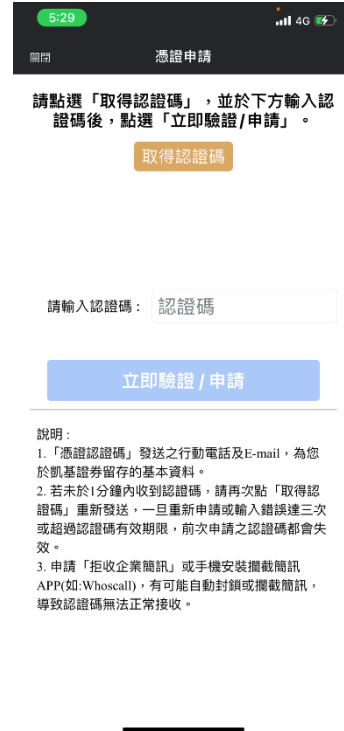 5:29
4G
關閉
憑證申請
請點選「取得認證碼」，並於下方輸入認
證碼後，點選「立即驗證/申請」。
取得認證碼
請輸入認證碼：
認證碼
立即驗證 / 申請
說明：
1.「憑證認證碼」發送之行動電話及E-mail，為您
於凱基證券留存的基本資料。
2. 若未於1分鐘內收到認證碼，請再次點「取得認
證碼」重新發送，一旦重新申請或輸入錯誤達三次
或超過認證碼有效期限，前次申請之認證碼都會失
效。
3. 申請「拒收企業簡訊」或手機安裝攔截簡訊
APP(如:Whoscall)，有可能自動封鎖或攔截簡訊，
導致認證碼無法正常接收。